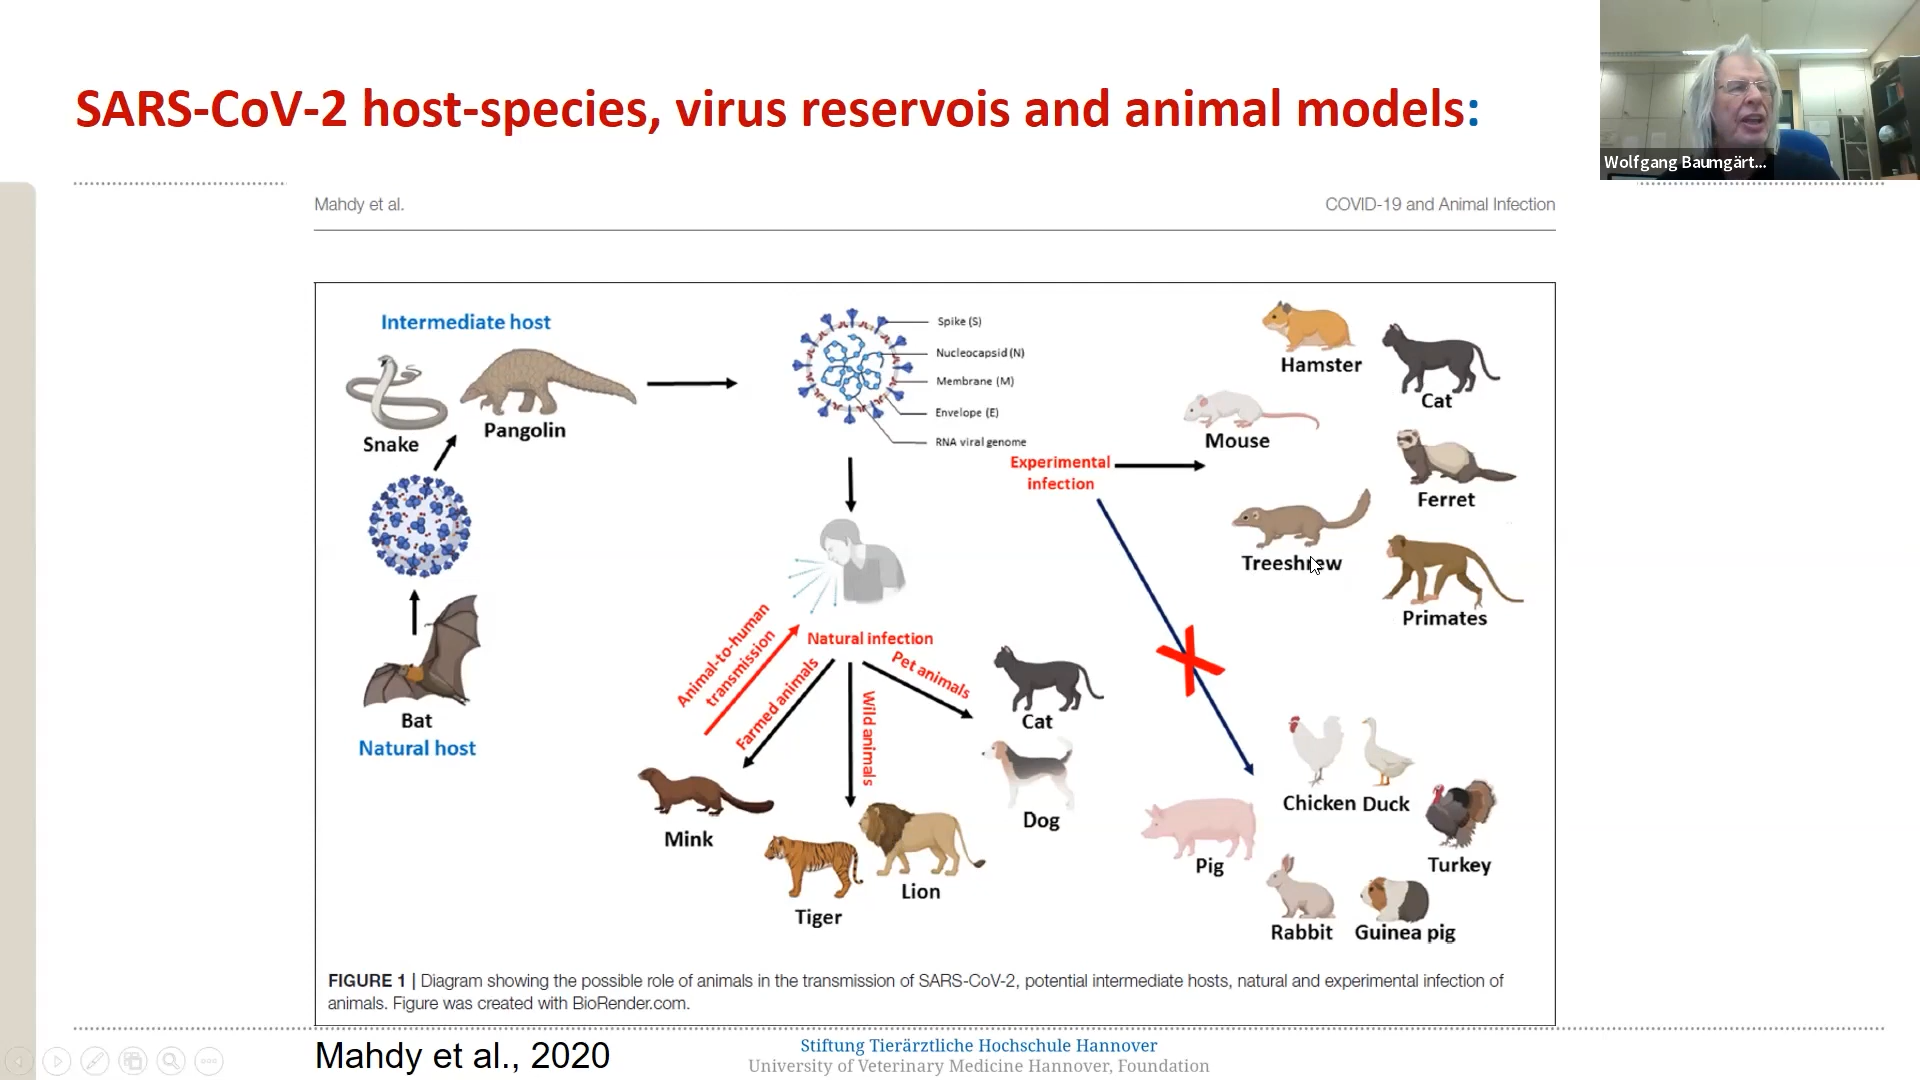 SARS-CoV-2 host-species, virus reservois and animal models:
Wolfgang Baumgärt...
Mahdy et al.
COVID-19 and Animal Infection
Intermediate host
Snake
Pangolin
Bat
Natural host
Spike (S)
Nucleocapsid (N)
Membrane (M)
Envelope (E)
RNA viral genome
Experimental
infection
Hamster
Cat
Mouse
Ferret
Treeshrew
Primates
Natural infection
Animal-to-human
transmission
Farmed animals
Wild animals
Pet animals
Cat
Dog
Mink
Tiger
Lion
Chicken Duck
Pig
Turkey
Rabbit
Guinea pig
FIGURE 1 | Diagram showing the possible role of animals in the transmission of SARS-CoV-2, potential intermediate hosts, natural and experimental infection of
animals. Figure was created with BioRender.com.
Mahdy et al., 2020
Stiftung Tierärztliche Hochschule Hannover
University of Veterinary Medicine Hannover, Foundation